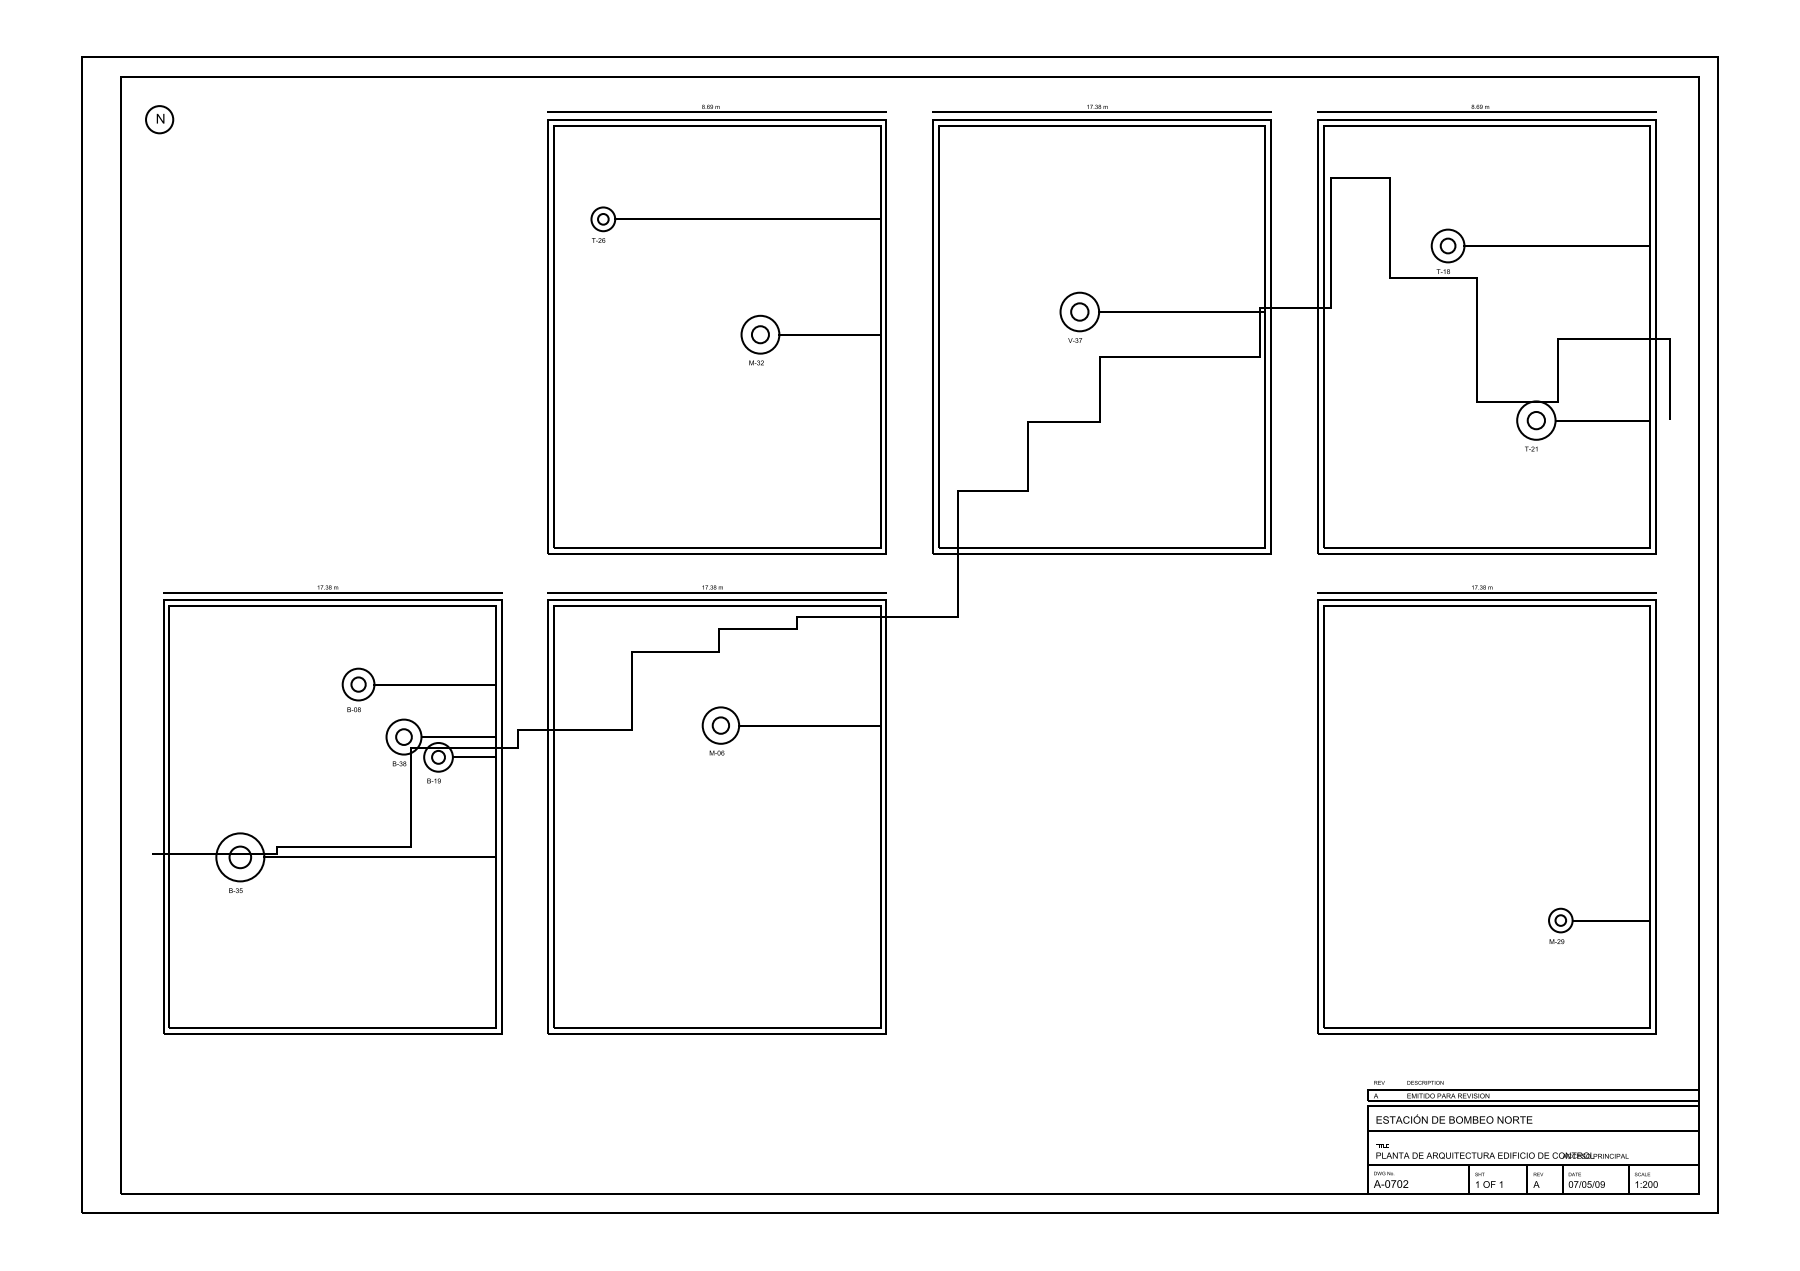 N
8.69 m
17.38 m
8.69 m
T-26
M-32
V-37
T-18
T-21
17.38 m
17.38 m
17.38 m
B-08
B-38
B-19
B-35
M-06
M-29
REV DESCRIPTION
A EMITIDO PARA REVISION
ESTACIÓN DE BOMBEO NORTE
TITLE
PLANTA DE ARQUITECTURA EDIFICIO DE CONTROL PRINCIPAL
DWG No. SHT REV DATE SCALE
A-0702 1 OF 1 A 07/05/09 1:200